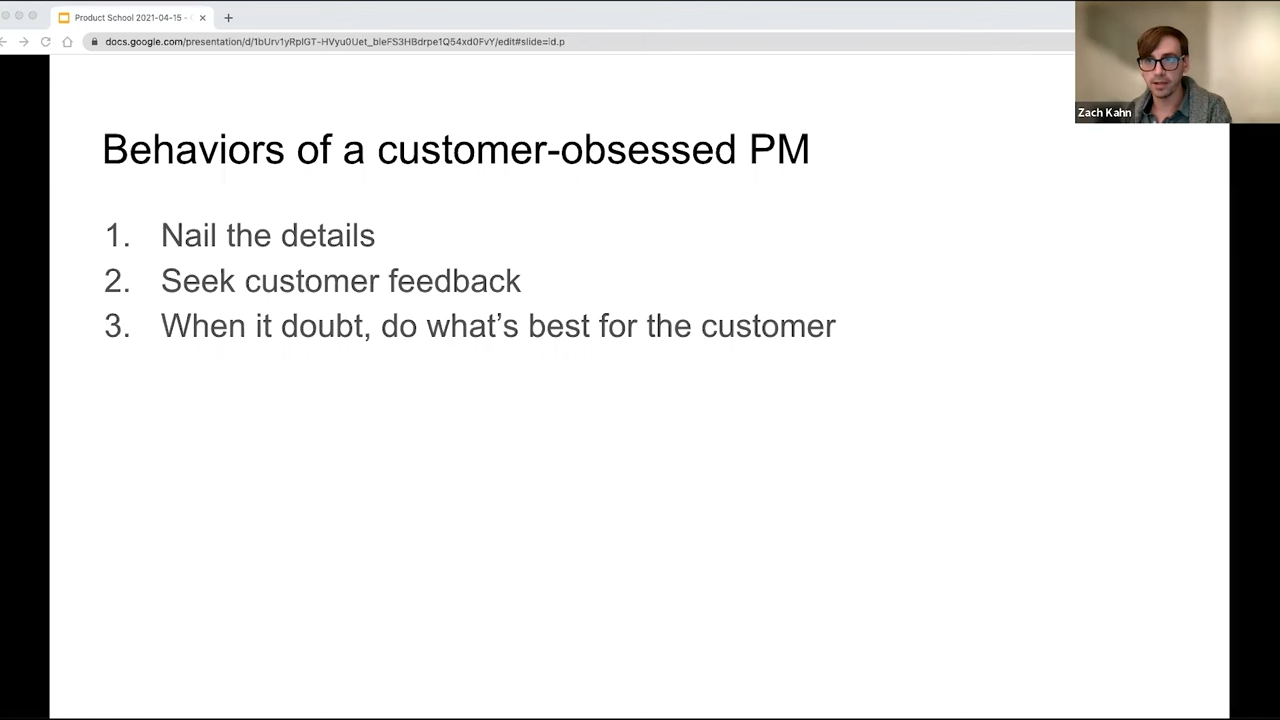 Product School 2021-04-15 -
docs.google.com/presentation/d/1bUrv1yRpIGT-HVyu0Uet_bleFS3HBdrpe1Q54xd0FvY/edit#slide=id.p
Zach Kahn
Behaviors of a customer-obsessed PM
1. Nail the details
2. Seek customer feedback
3. When it doubt, do what's best for the customer